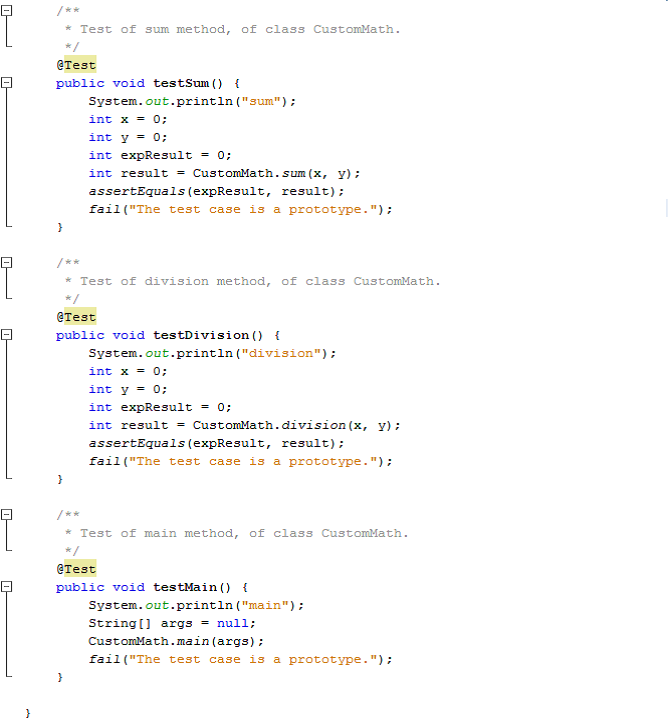 /**
 * Test of sum method, of class CustomMath.
 */
@Test
public void testSum() {
    System.out.println("sum");
    int x = 0;
    int y = 0;
    int expResult = 0;
    int result = CustomMath.sum(x, y);
    assertEquals(expResult, result);
    fail("The test case is a prototype.");
}
/**
 * Test of division method, of class CustomMath.
 */
@Test
public void testDivision() {
    System.out.println("division");
    int x = 0;
    int y = 0;
    int expResult = 0;
    int result = CustomMath.division(x, y);
    assertEquals(expResult, result);
    fail("The test case is a prototype.");
}
/**
 * Test of main method, of class CustomMath.
 */
@Test
public void testMain() {
    System.out.println("main");
    String[] args = null;
    CustomMath.main(args);
    fail("The test case is a prototype.");
}
}